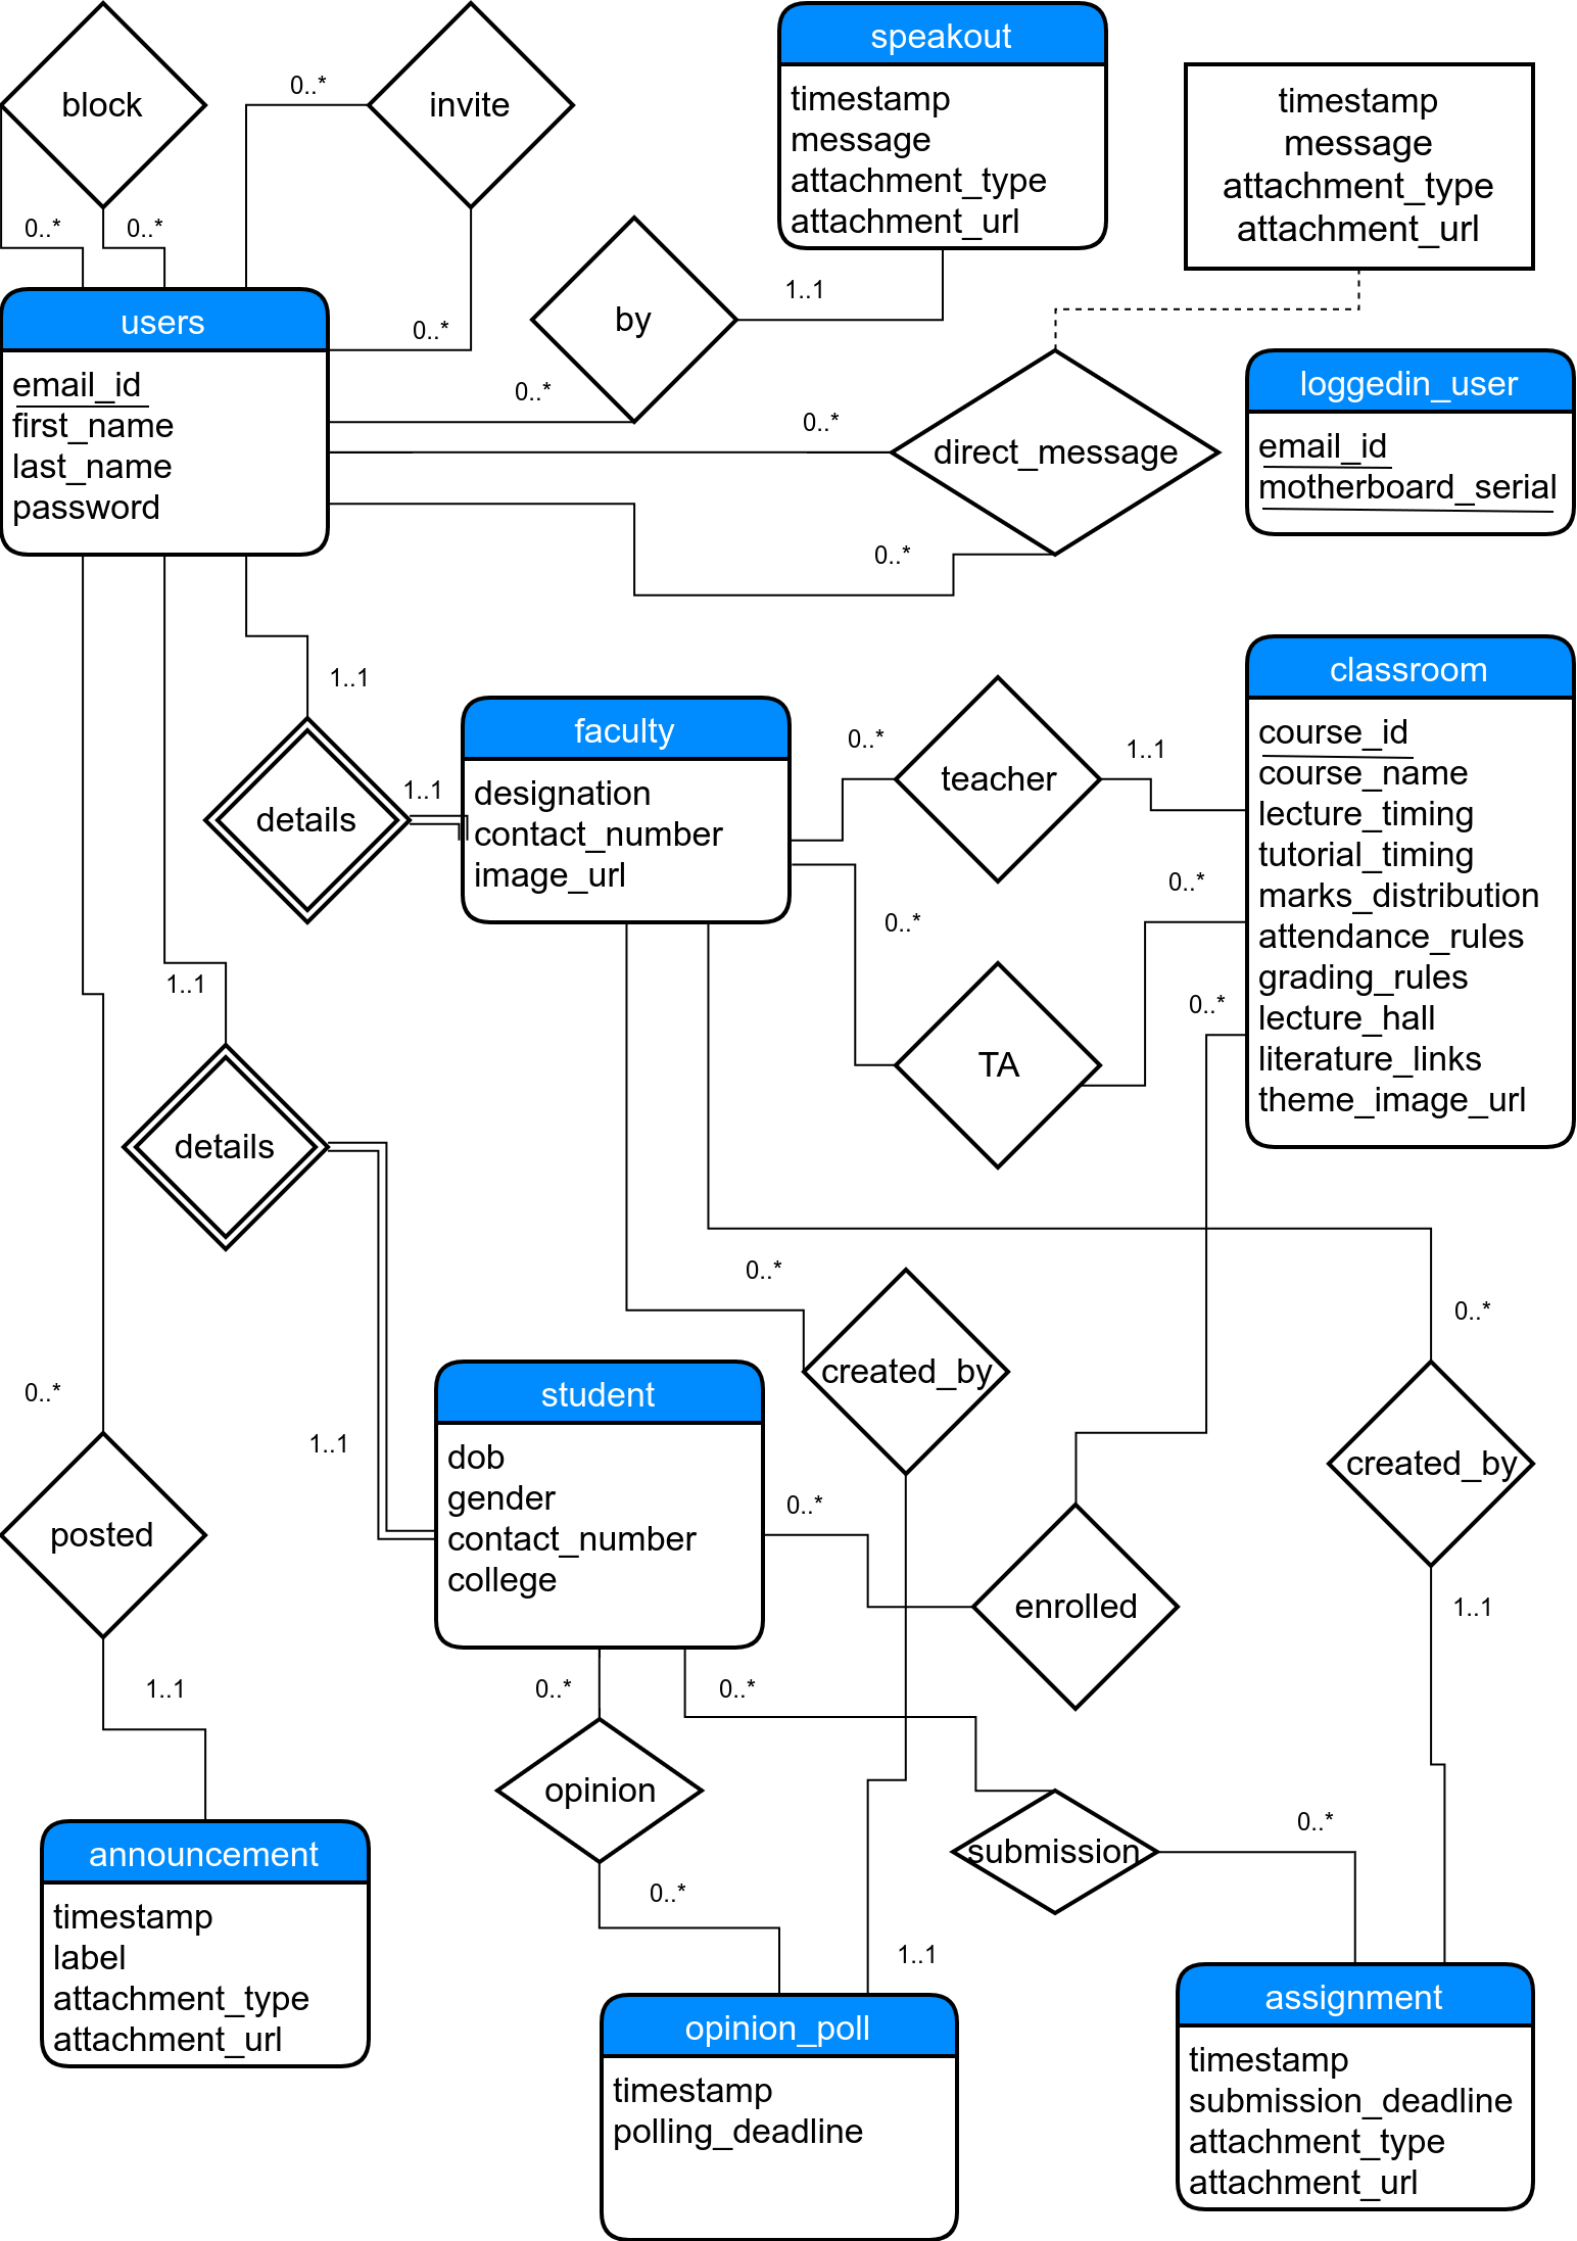 block
invite
0..*
0..*
0..*
0..*
speakout
timestamp
message
attachment_type
attachment_url
timestamp
message
attachment_type
attachment_url
by
1..1
0..*
users
email_id
first_name
last_name
password
direct_message
0..*
0..*
loggedin_user
email_id
motherboard_serial
1..1
details
1..1
faculty
designation
contact_number
image_url
0..*
teacher
1..1
0..*
TA
0..*
0..*
classroom
course_id
course_name
lecture_timing
tutorial_timing
marks_distribution
attendance_rules
grading_rules
lecture_hall
literature_links
theme_image_url
1..1
details
1..1
0..*
created_by
1..1
0..*
created_by
1..1
0..*
posted
1..1
student
dob
gender
contact_number
college
0..*
enrolled
0..*
opinion
0..*
0..*
submission
0..*
announcement
timestamp
label
attachment_type
attachment_url
opinion_poll
timestamp
polling_deadline
assignment
timestamp
submission_deadline
attachment_type
attachment_url